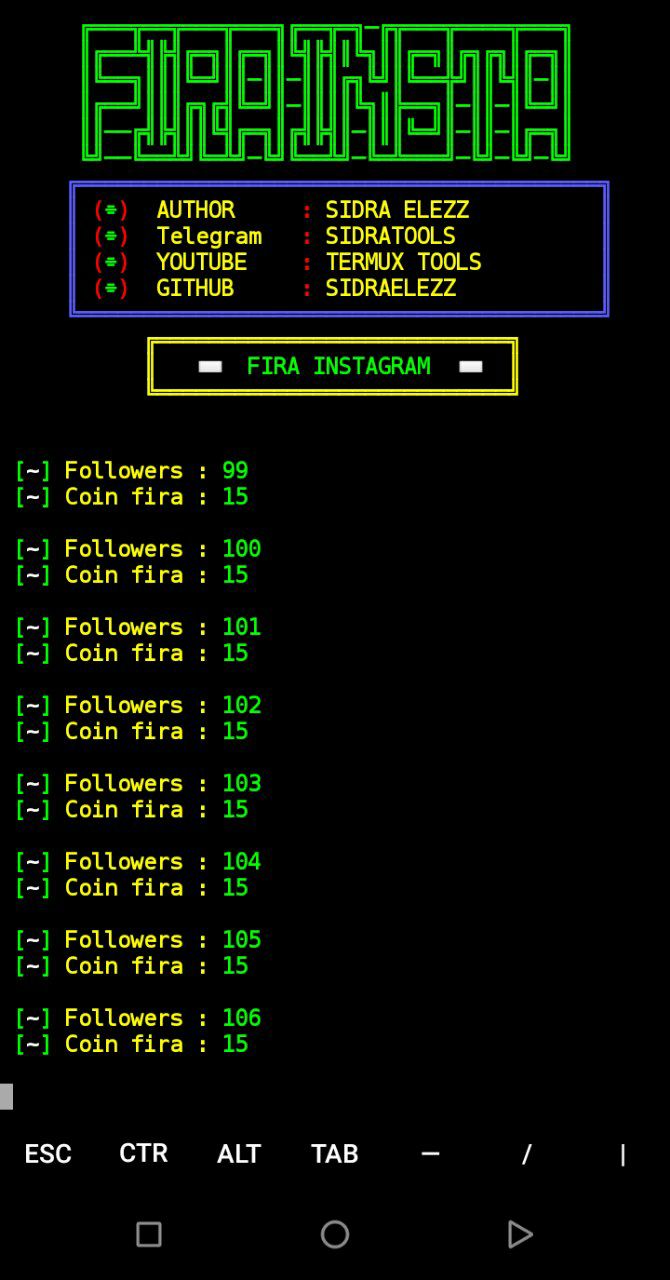 FIRAINSTA
(=) AUTHOR : SIDRA ELEZZ
(=) Telegram : SIDRATOOLS
(=) YOUTUBE : TERMUX TOOLS
(=) GITHUB : SIDRAELEZZ
FIRA INSTAGRAM
[~] Followers : 99
[~] Coin fira : 15
[~] Followers : 100
[~] Coin fira : 15
[~] Followers : 101
[~] Coin fira : 15
[~] Followers : 102
[~] Coin fira : 15
[~] Followers : 103
[~] Coin fira : 15
[~] Followers : 104
[~] Coin fira : 15
[~] Followers : 105
[~] Coin fira : 15
[~] Followers : 106
[~] Coin fira : 15
ESC CTR ALT TAB — / |